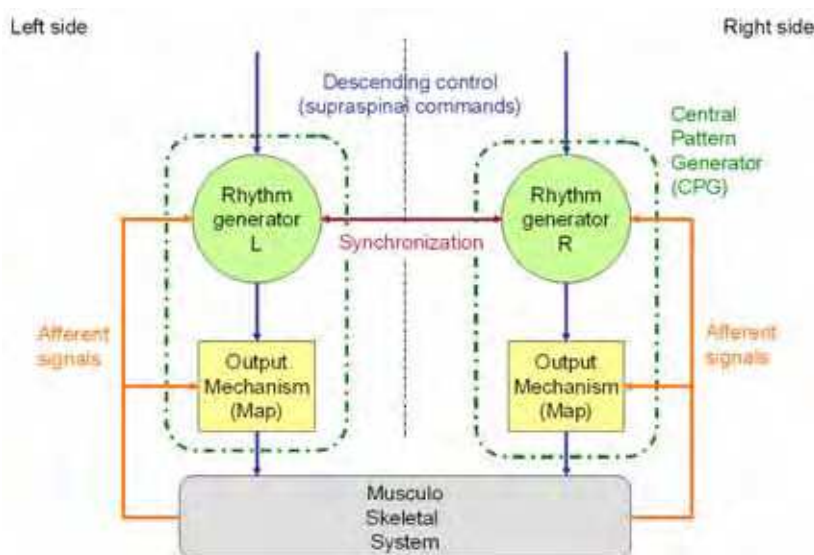 Left side
Right side
Descending control
(supraspinal commands)
Central
Pattern
Generator
(CPG)
Rhythm
generator
L
Synchronization
Rhythm
generator
R
Afferent
signals
Output
Mechanism
(Map)
Output
Mechanism
(Map)
Afferent
signals
Musculo
Skeletal
System